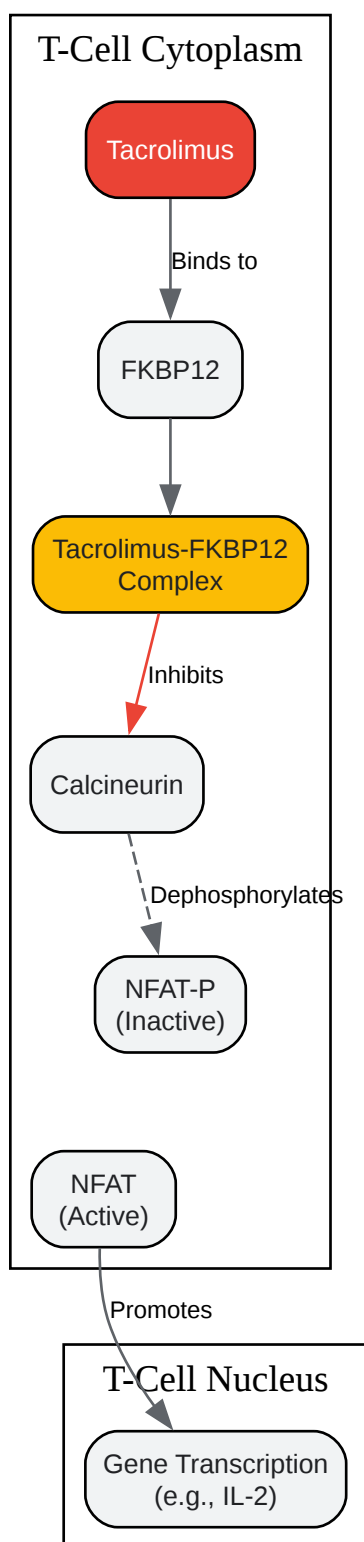 T-Cell Cytoplasm
Tacrolimus
Binds to
FKBP12
Tacrolimus-FKBP12
Complex
Inhibits
Calcineurin
Dephosphorylates
NFAT-P
(Inactive)
NFAT
(Active)
Promotes
T-Cell Nucleus
Gene Transcription
(e.g., IL-2)